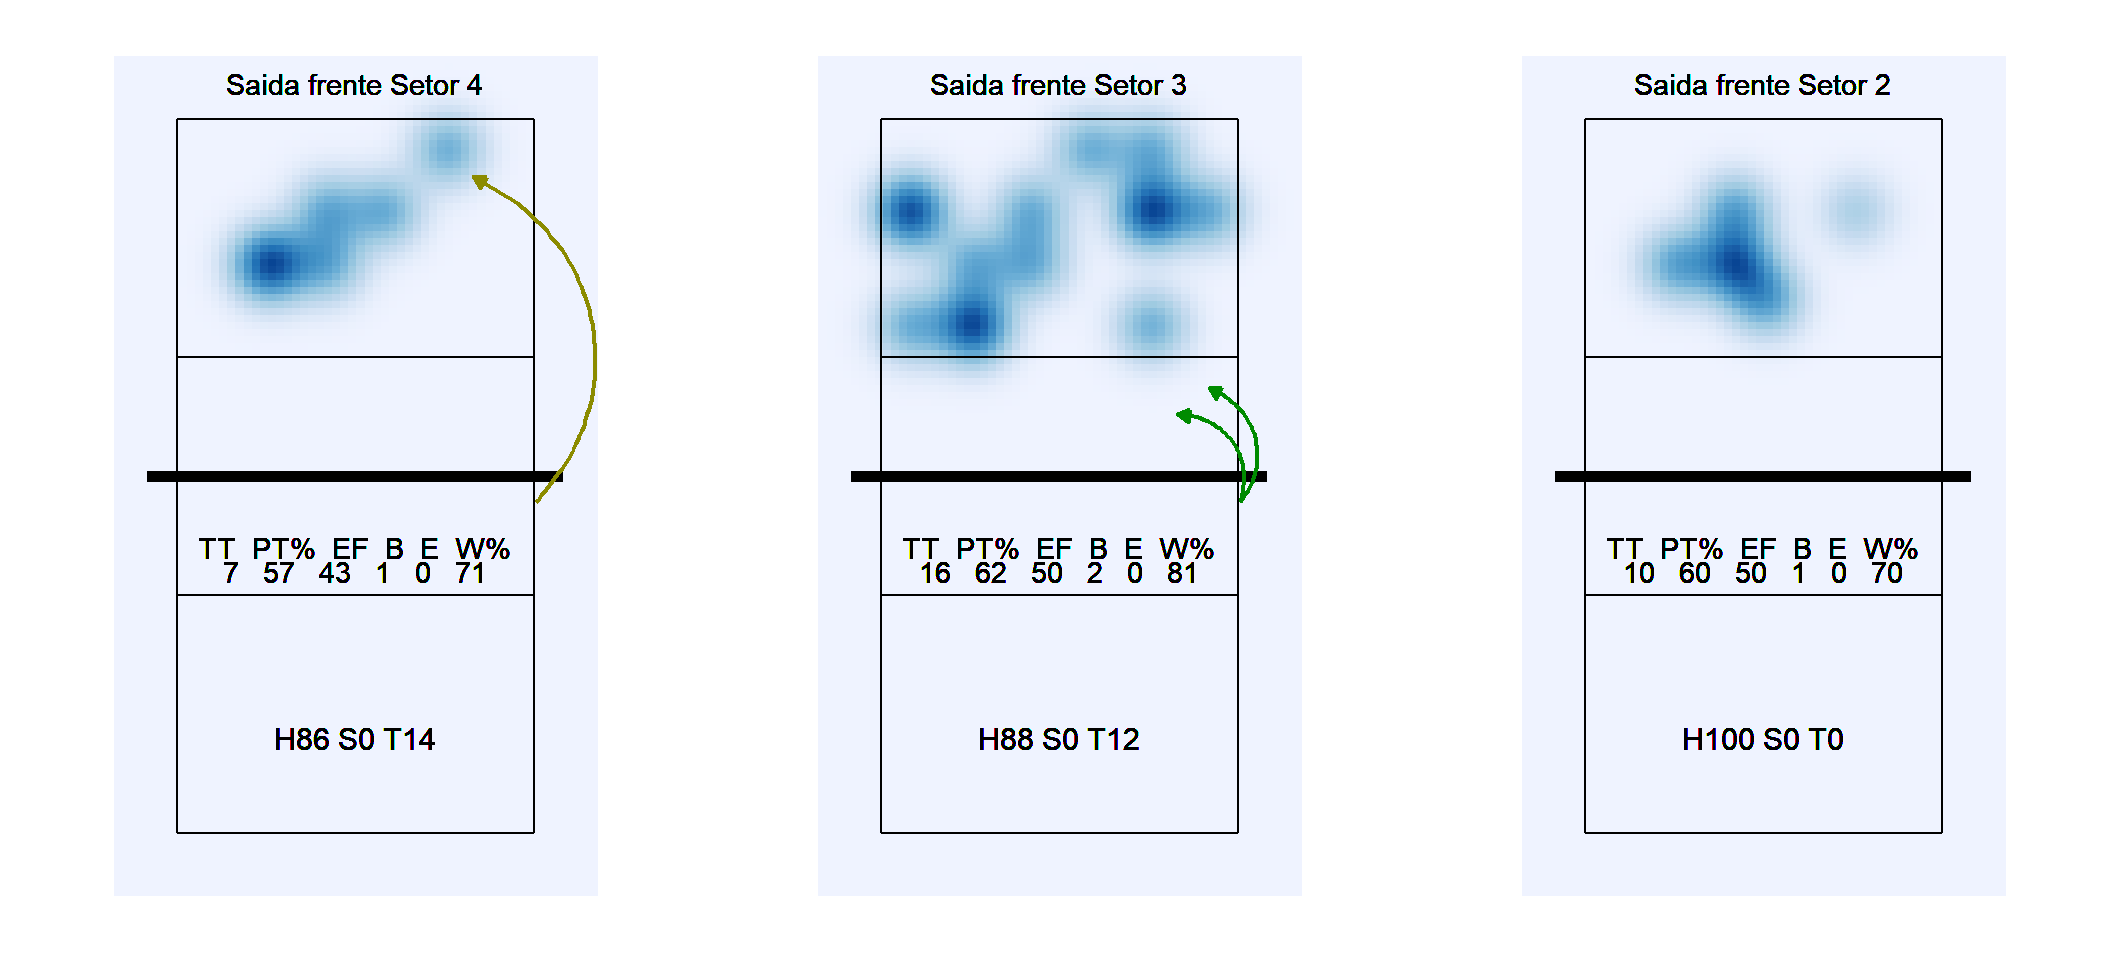 Saida frente Setor 4
TT PT% EF B E W%
7 57 43 1 0 71
H86 S0 T14
Saida frente Setor 3
TT PT% EF B E W%
16 62 50 2 0 81
H88 S0 T12
Saida frente Setor 2
TT PT% EF B E W%
10 60 50 1 0 70
H100 S0 T0